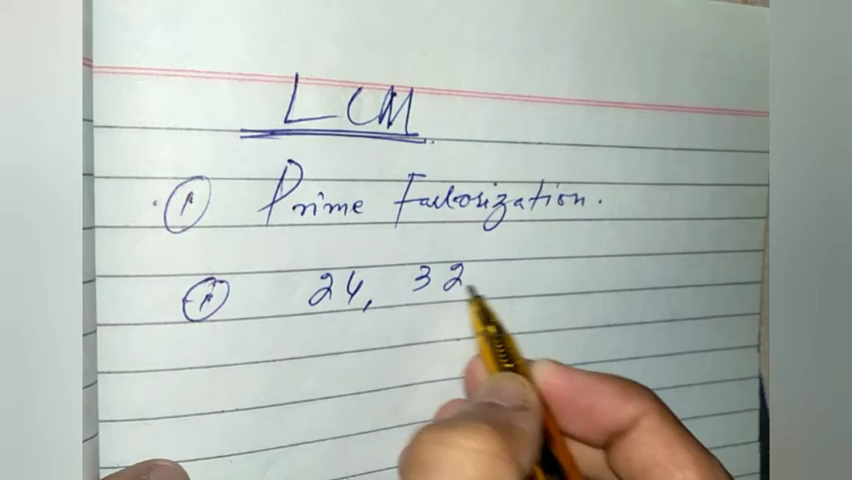 LCM
① Prime Factorization.
① 24, 32